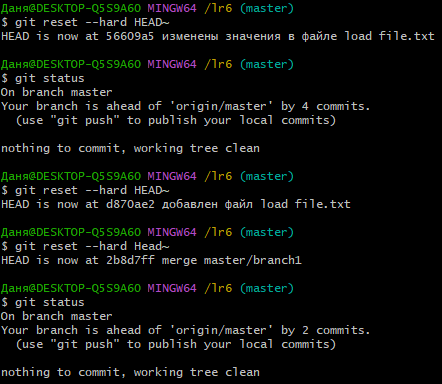 Даня@DESKTOP-Q5S9A6O MINGW64 /lr6 (master)
$ git reset --hard HEAD~
HEAD is now at 56609a5 изменены значения в файле load file.txt
Даня@DESKTOP-Q5S9A6O MINGW64 /lr6 (master)
$ git status
On branch master
Your branch is ahead of 'origin/master' by 4 commits.
  (use "git push" to publish your local commits)
nothing to commit, working tree clean
Даня@DESKTOP-Q5S9A6O MINGW64 /lr6 (master)
$ git reset --hard HEAD~
HEAD is now at d870ae2 добавлен файл load file.txt
Даня@DESKTOP-Q5S9A6O MINGW64 /lr6 (master)
$ git reset --hard Head~
HEAD is now at 2b8d7ff merge master/branch1
Даня@DESKTOP-Q5S9A6O MINGW64 /lr6 (master)
$ git status
On branch master
Your branch is ahead of 'origin/master' by 2 commits.
  (use "git push" to publish your local commits)
nothing to commit, working tree clean